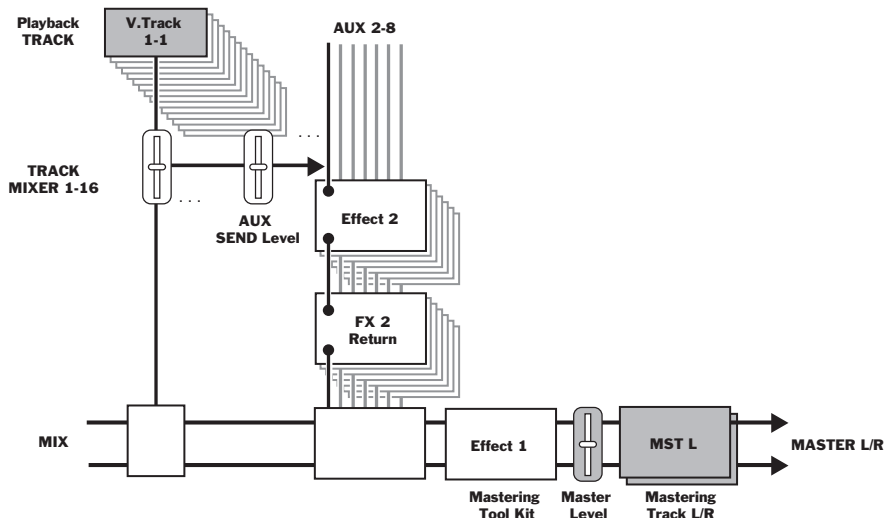 Playback
TRACK
V.Track
1-1
AUX 2-8
. . .
TRACK
MIXER 1-16
. . .
AUX
SEND Level
Effect 2
FX 2
Return
MIX
Effect 1
MST L
MASTER L/R
Mastering
Tool Kit
Master
Level
Mastering
Track L/R